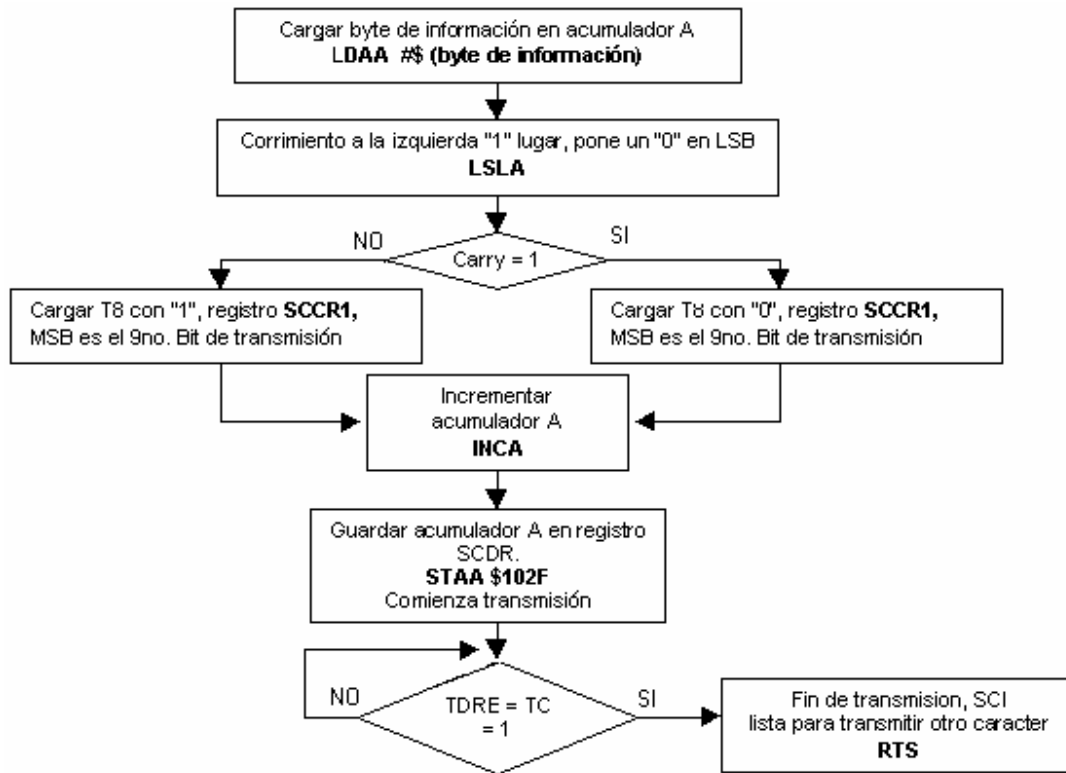 Cargar byte de información en acumulador A
LDAA #$ (byte de información)
Corrimiento a la izquierda "1" lugar, pone un "0" en LSB
LSLA
NO
SI
Carry = 1
Cargar T8 con "1", registro SCCR1,
MSB es el 9no. Bit de transmisión
Cargar T8 con "0", registro SCCR1,
MSB es el 9no. Bit de transmisión
Incrementar
acumulador A
INCA
Guardar acumulador A en registro
SCDR.
STAA $102F
Comienza transmisión
NO
TDRE = TC
= 1
SI
Fin de transmision, SCI
lista para transmitir otro caracter
RTS